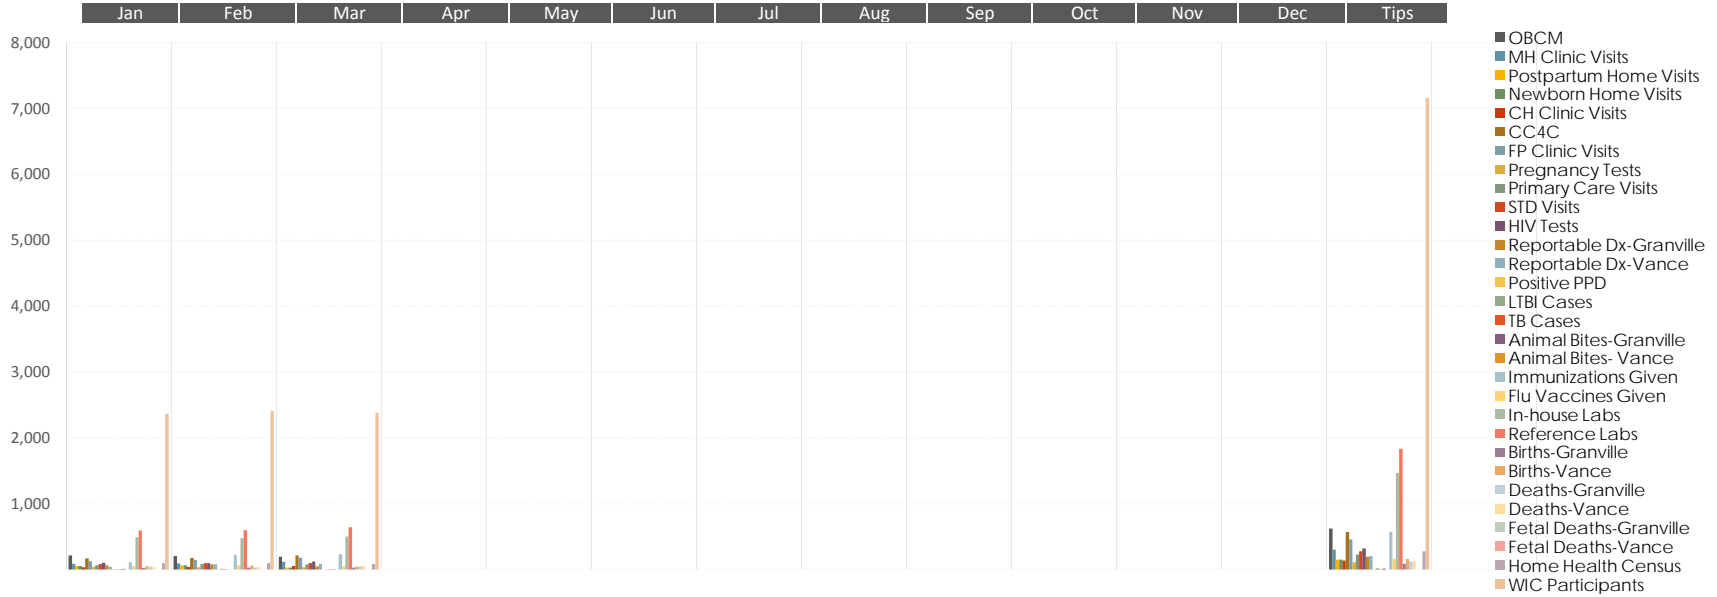 Jan Feb Mar Apr May Jun Jul Aug Sep Oct Nov Dec Tips
8,000
7,000
6,000
5,000
4,000
3,000
2,000
1,000
OBCM
MH Clinic Visits
Postpartum Home Visits
Newborn Home Visits
CH Clinic Visits
CC4C
FP Clinic Visits
Pregnancy Tests
Primary Care Visits
STD Visits
HIV Tests
Reportable Dx-Granville
Reportable Dx-Vance
Positive PPD
LTBI Cases
TB Cases
Animal Bites-Granville
Animal Bites- Vance
Immunizations Given
Flu Vaccines Given
In-house Labs
Reference Labs
Births-Granville
Births-Vance
Deaths-Granville
Deaths-Vance
Fetal Deaths-Granville
Fetal Deaths-Vance
Home Health Census
WIC Participants